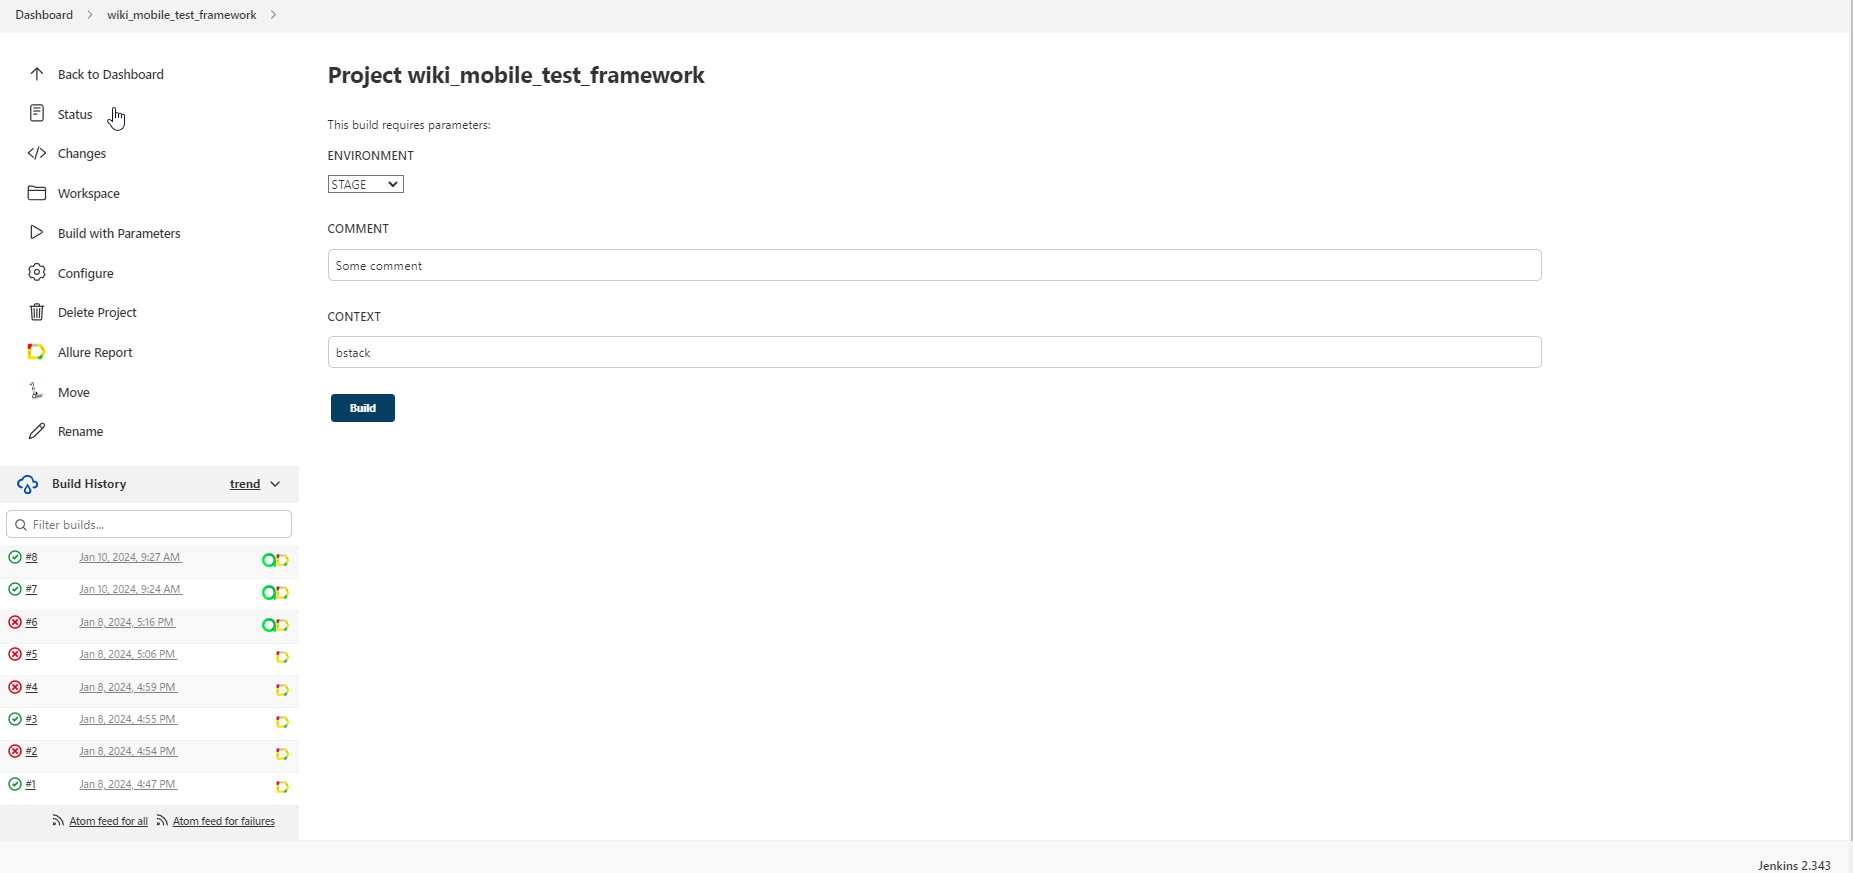 Dashboard wiki_mobile_test_framework
Back to Dashboard
Status
Changes
Workspace
Build with Parameters
Configure
Delete Project
Allure Report
Move
Rename
Build History trend
Filter builds...
#8 Jan 10, 2024, 9:27 AM
#7 Jan 10, 2024, 9:24 AM
#6 Jan 8, 2024, 5:16 PM
#5 Jan 8, 2024, 5:06 PM
#4 Jan 8, 2024, 4:59 PM
#3 Jan 8, 2024, 4:55 PM
#2 Jan 8, 2024, 4:54 PM
#1 Jan 8, 2024, 4:47 PM
Atom feed for all Atom feed for failures
Project wiki_mobile_test_framework
This build requires parameters:
ENVIRONMENT
STAGE
COMMENT
Some comment
CONTEXT
bstack
Build
Jenkins 2.343